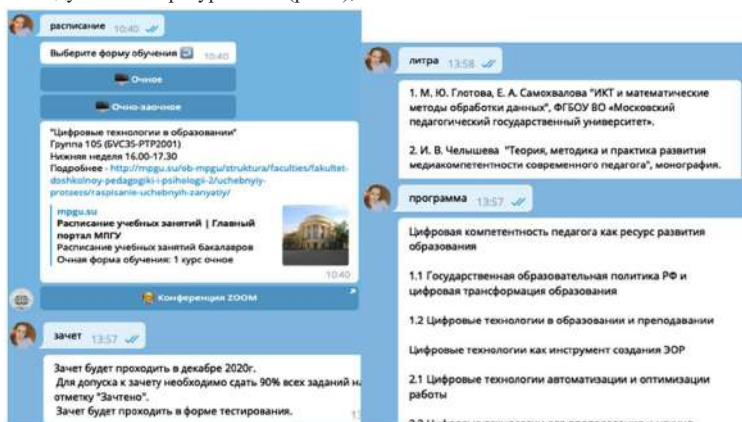 расписание 10:40
Выберите форму обучения 10:40
Очное
Очно-заочное
"Цифровые технологии в образовании"
Группа 105 (БУС35-РТР2001)
Нижняя неделя 16.00-17.30
Подробнее - http://mpgu.su/ob-mpgu/struktura/faculties/fakultet-
doshkolnoy-pedagogiki-i-psihologii-2/uchebnyiy-
protsess/raspisanie-uchebnyih-zanyatiy/
mpgu.su
Расписание учебных занятий | Главный
портал МПГУ
Расписание учебных занятий бакалавров
Очная форма обучения: 1 курс очное
10:40
Конференция ZOOM
зачет 13:57
Зачет будет проходить в декабре 2020г.
Для допуска к зачету необходимо сдать 90% всех заданий на
отметку "Зачтено".
Зачет будет проходить в форме тестирования.
литра 13:58
1. М. Ю. Глотова, Е. А. Самохвалова "ИКТ и математические
методы обработки данных", ФГБОУ ВО «Московский
педагогический государственный университет».
2. И. В. Челышева "Теория, методика и практика развития
медиакомпетентности современного педагога", монография.
программа 13:57
Цифровая компетентность педагога как ресурс развития
образования
1.1 Государственная образовательная политика РФ и
цифровая трансформация образования
1.2 Цифровые технологии в образовании и преподавании
Цифровые технологии как инструмент создания ЭОР
2.1 Цифровые технологии автоматизации и оптимизации
работы